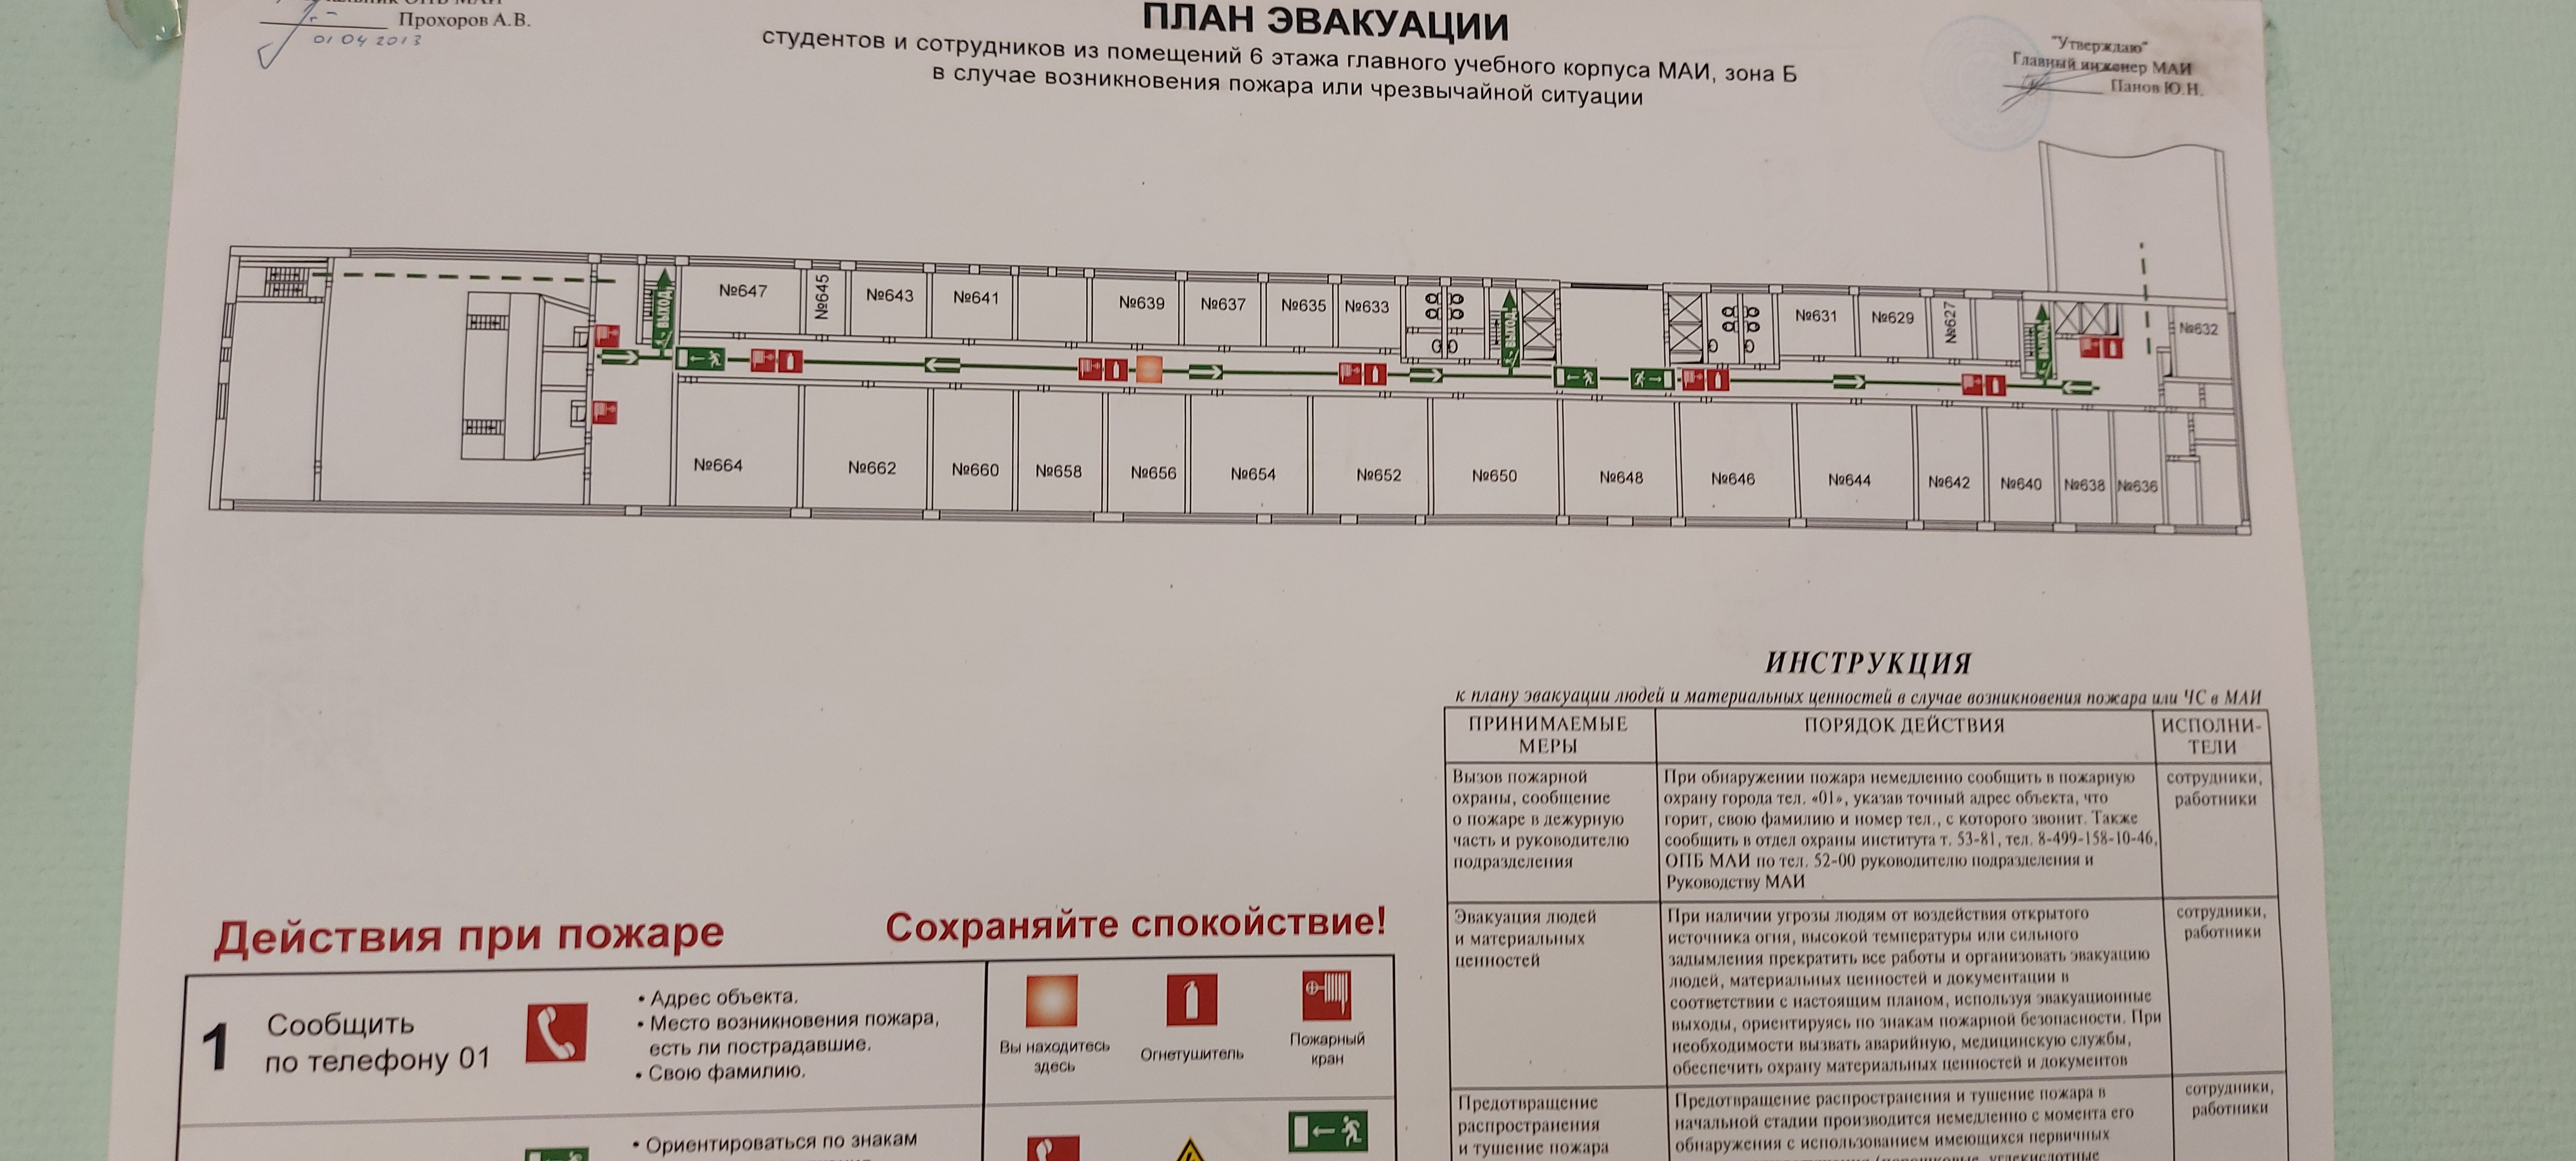 Прохоров А.В.
01 04 2013
ПЛАН ЭВАКУАЦИИ
студентов и сотрудников из помещений 6 этажа главного учебного корпуса МАИ, зона Б
в случае возникновения пожара или чрезвычайной ситуации
"Утверждаю"
Главный инженер МАИ
Панов Ю.Н.
ВЫХОД
№647
№645
№643
№641
№639
№637
№635
№633
ВЫХОД
№631
№629
№627
ВЫХОД
№632
№664
№662
№660
№658
№656
№654
№652
№650
№648
№646
№644
№642
№640
№638
№636
ИНСТРУКЦИЯ
к плану эвакуации людей и материальных ценностей в случае возникновения пожара или ЧС в МАИ
ПРИНИМАЕМЫЕ
МЕРЫ
ПОРЯДОК ДЕЙСТВИЯ
ИСПОЛНИ-
ТЕЛИ
Вызов пожарной
охраны, сообщение
о пожаре в дежурную
часть и руководителю
подразделения
При обнаружении пожара немедленно сообщить в пожарную
охрану города тел. «01», указав точный адрес объекта, что
горит, свою фамилию и номер тел., с которого звонит. Также
сообщить в отдел охраны института т. 53-81, тел. 8-499-158-10-46,
ОПБ МАИ по тел. 52-00 руководителю подразделения и
Руководству МАИ
сотрудники,
работники
Эвакуация людей
и материальных
ценностей
При наличии угрозы людям от воздействия открытого
источника огня, высокой температуры или сильного
задымления прекратить все работы и организовать эвакуацию
людей, материальных ценностей и документации в
соответствии с настоящим планом, используя эвакуационные
выходы, ориентируясь по знакам пожарной безопасности. При
необходимости вызвать аварийную, медицинскую службы,
обеспечить охрану материальных ценностей и документов
сотрудники,
работники
Предотвращение
распространения
и тушение пожара
Предотвращение распространения и тушение пожара в
начальной стадии производится немедленно с момента его
обнаружения с использованием имеющихся первичных
сотрудники,
работники
Действия при пожаре
Сохраняйте спокойствие!
1
Сообщить
по телефону 01
• Адрес объекта.
• Место возникновения пожара,
есть ли пострадавшие.
• Свою фамилию.
Вы находитесь
здесь
Огнетушитель
Пожарный
кран
• Ориентироваться по знакам